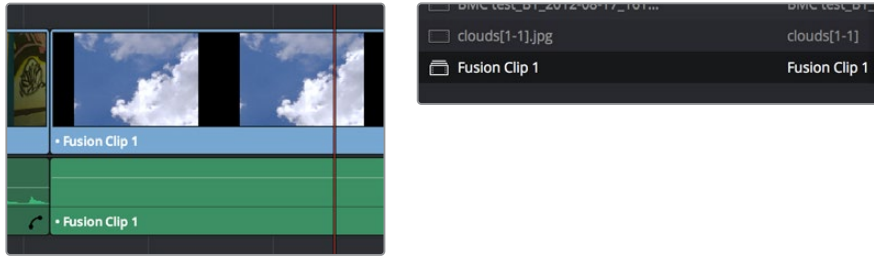 • Fusion Clip 1
• Fusion Clip 1
clouds[1-1].jpg clouds[1-1]
Fusion Clip 1 Fusion Clip 1